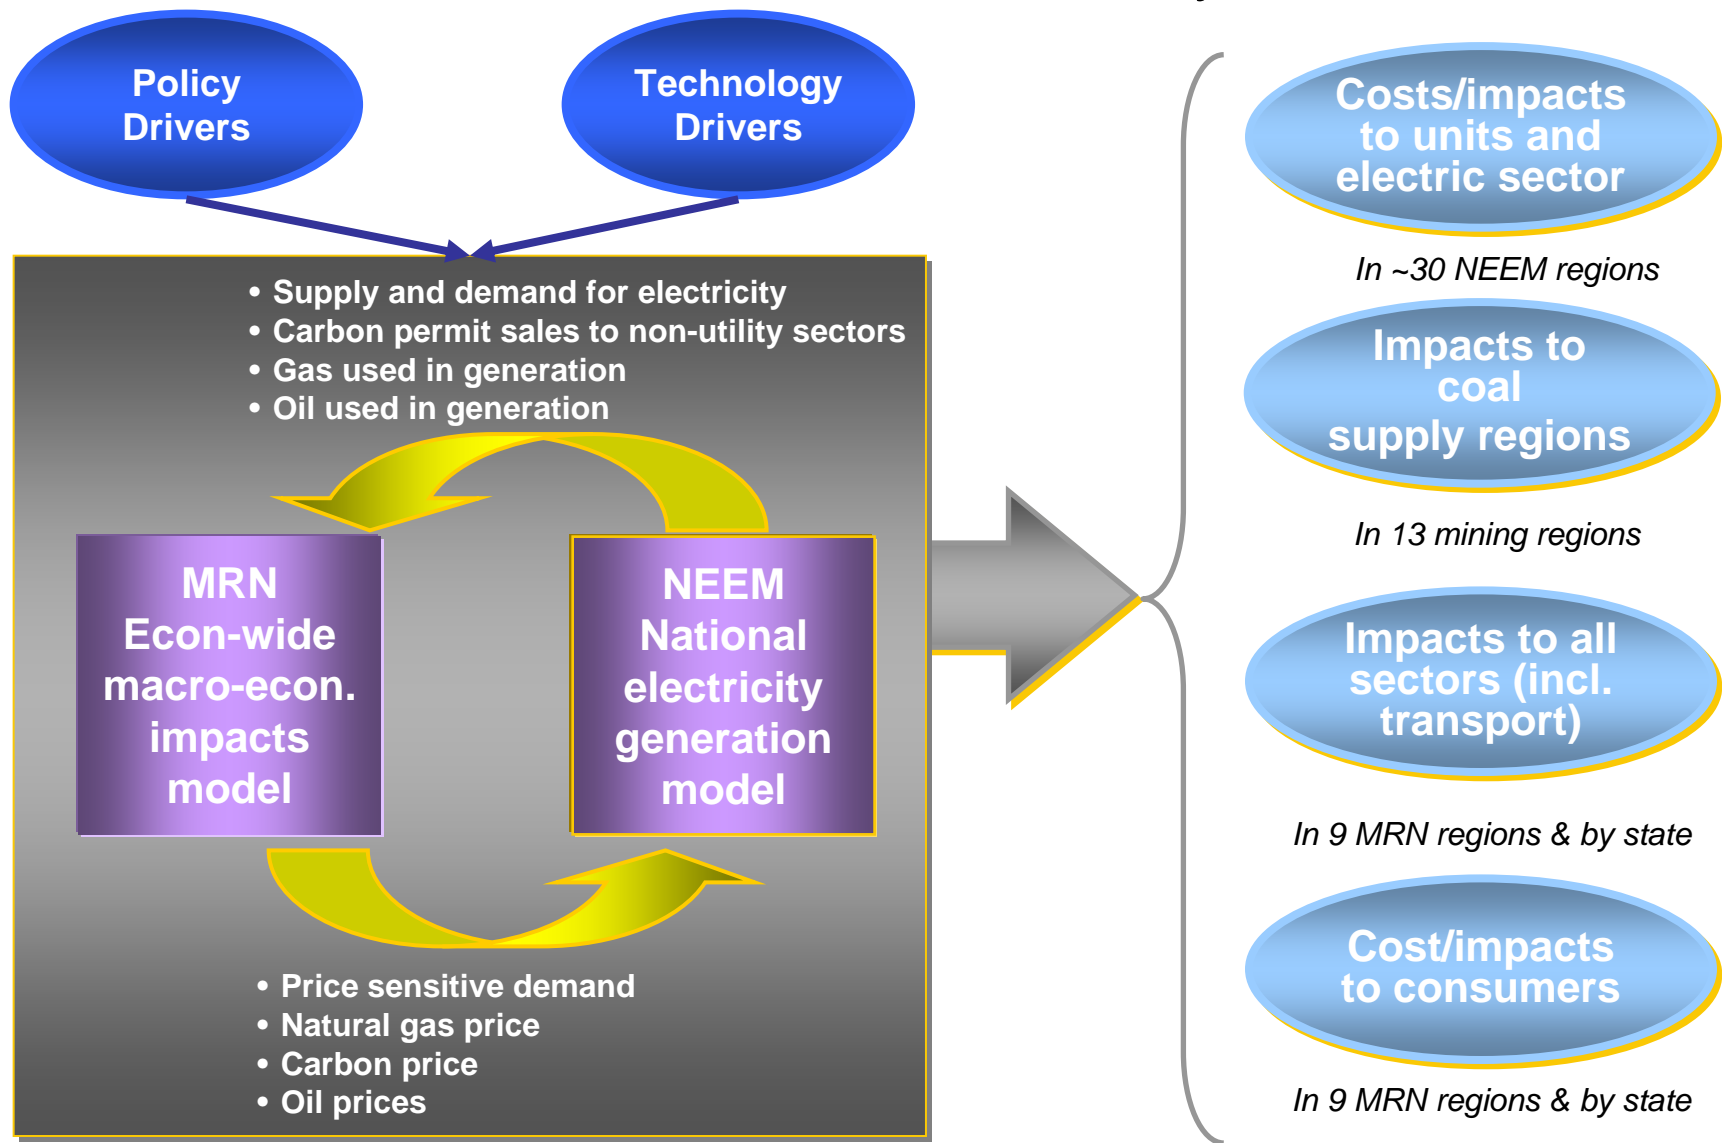 Policy
Drivers
Technology
Drivers
• Supply and demand for electricity
• Carbon permit sales to non-utility sectors
• Gas used in generation
• Oil used in generation
MRN
Econ-wide
macro-econ.
impacts
model
NEEM
National
electricity
generation
model
• Price sensitive demand
• Natural gas price
• Carbon price
• Oil prices
Costs/impacts
to units and
electric sector
In ~30 NEEM regions
Impacts to
coal
supply regions
In 13 mining regions
Impacts to all
sectors (incl.
transport)
In 9 MRN regions & by state
Cost/impacts
to consumers
In 9 MRN regions & by state